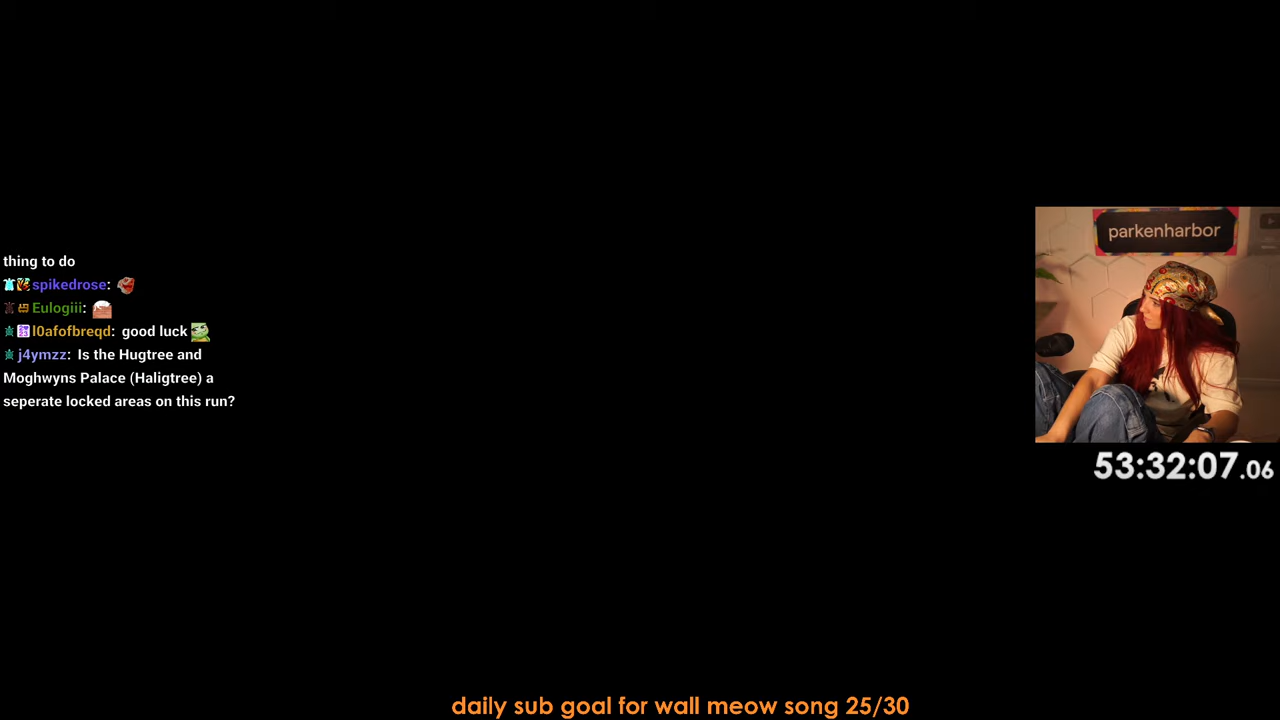 parkenharbor
thing to do
spikedrose:
Eulogiii:
l0afofbreqd: good luck
j4ymzz: Is the Hugtree and
Moghwyns Palace (Haligtree) a
seperate locked areas on this run?
53:32:07.06
daily sub goal for wall meow song 25/30